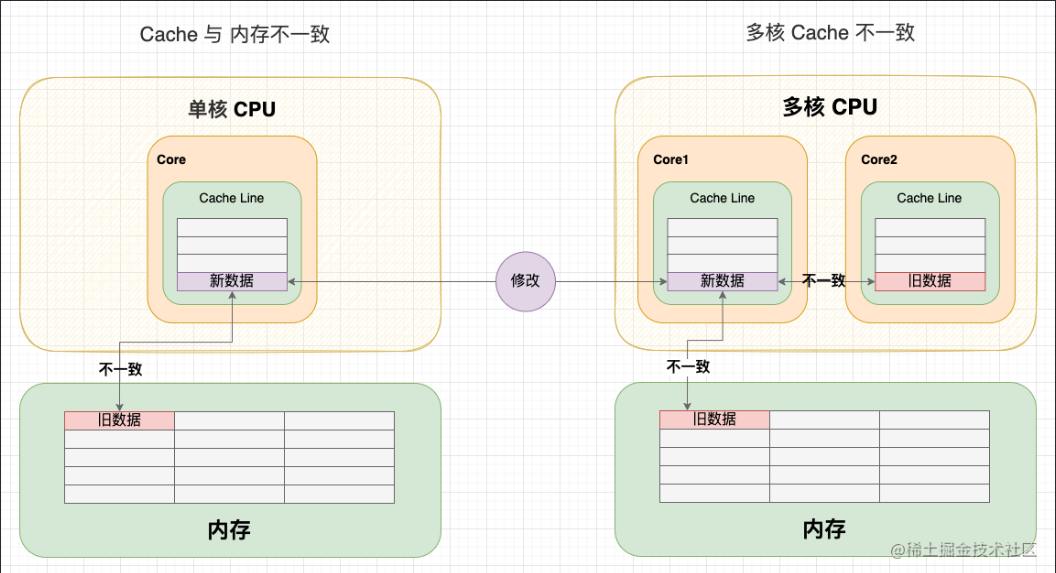 Cache 与 内存不一致
多核 Cache 不一致
单核 CPU
Core
Cache Line
新数据
不一致
旧数据
内存
修改
多核 CPU
Core1
Cache Line
新数据
不一致
Core2
Cache Line
旧数据
不一致
旧数据
内存
@稀土掘金技术社区